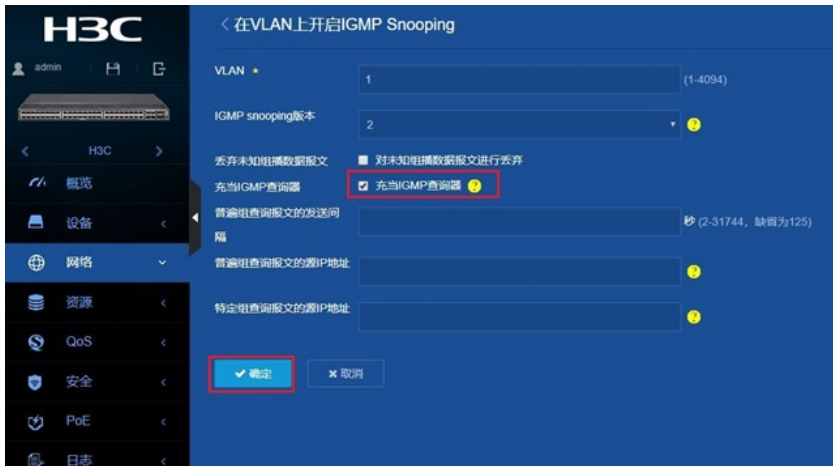 H3C
admin
H3C
概览
设备
网络
资源
QoS
安全
PoE
日志
在VLAN上开启IGMP Snooping
VLAN *
1
(1-4094)
IGMP snooping版本
2
?
丢弃未知组播数据报文
对未知组播数据报文进行丢弃
充当IGMP查询器
充当IGMP查询器 ?
普遍组查询报文的发送间
隔
秒 (2-31744, 缺省为125)
普遍组查询报文的源IP地址
?
特定组查询报文的源IP地址
?
确定
取消